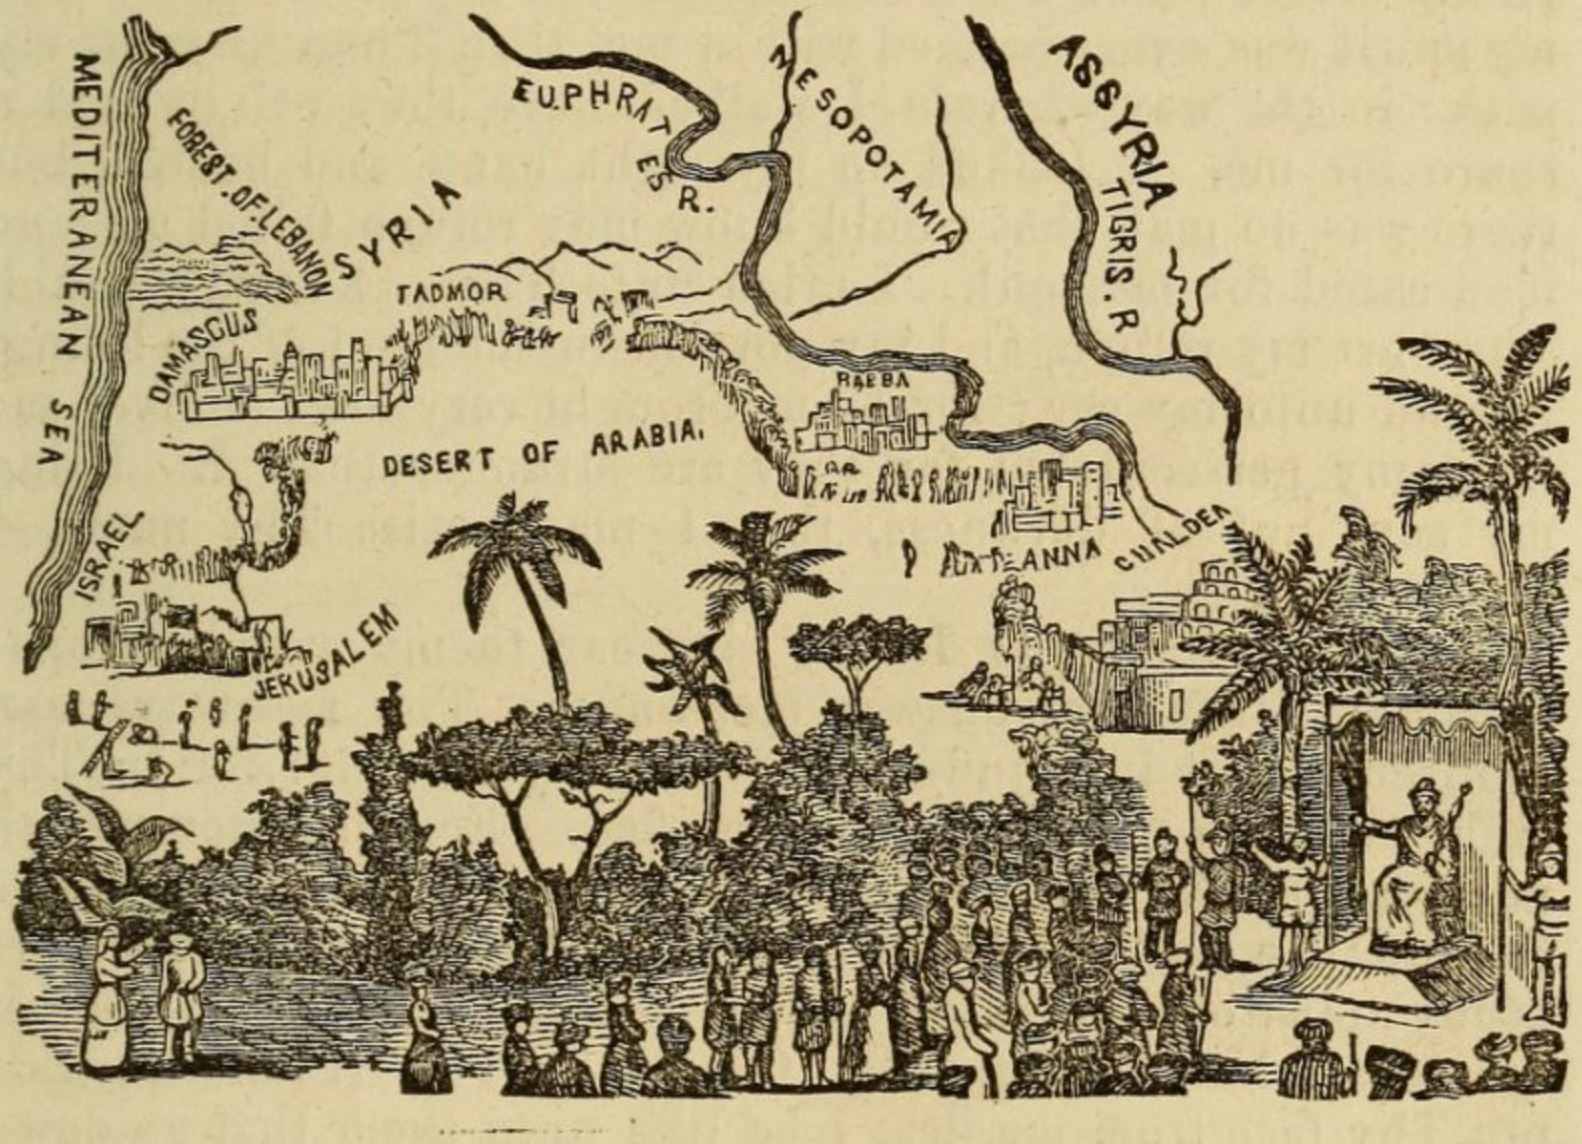 MEDITERANEAN SEA
FOREST.OF.LEBANON
SYRIA
EUPHRATES R.
MESOPOTAMIA
ASSYRIA
TIGRIS.R
TADMOR
DAMASCUS
DESERT OF ARABIA.
ISRAEL
JERUSALEM
ANNA
CHALDEA